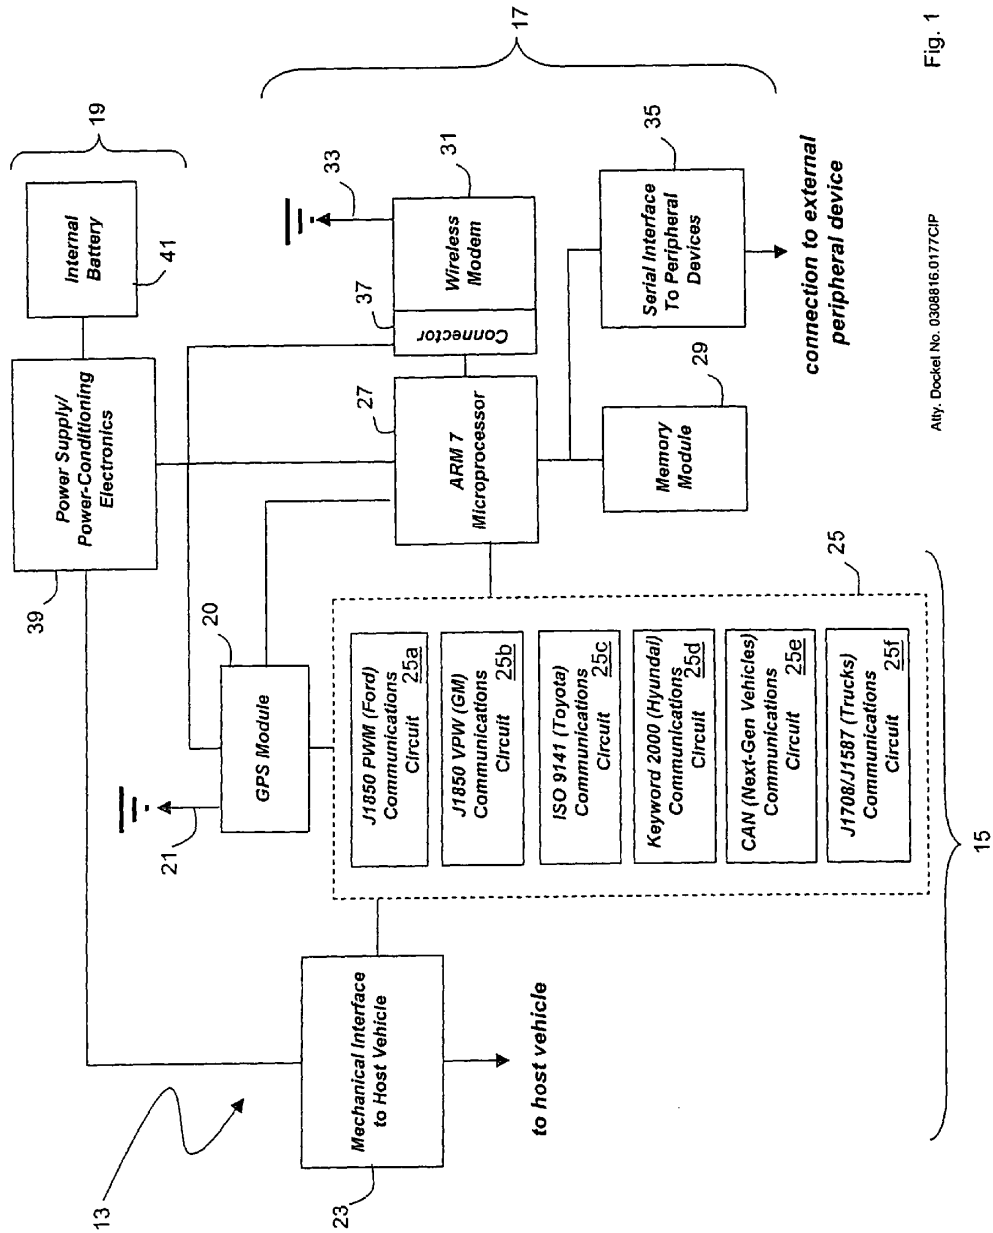 19
Internal
Battery
41
Power Supply/
Power-Conditioning
Electronics
39
17
33
31
Wireless
Modem
37
Connector
27
ARM 7
Microprocessor
35
Serial Interface
To Peripheral
Devices
connection to external
peripheral device
29
Memory
Module
20
GPS Module
21
25
J1850 PWM (Ford)
Communications
Circuit 25a
J1850 VPW (GM)
Communications
Circuit 25b
ISO 9141 (Toyota)
Communications
Circuit 25c
Keyword 2000 (Hyundai)
Communications
Circuit 25d
CAN (Next-Gen Vehicles)
Communications
Circuit 25e
J1708/J1587 (Trucks)
Communications
Circuit 25f
15
Mechanical Interface
to Host Vehicle
23
to host vehicle
13
Fig. 1
Atty. Docket No. 0308816.0177CIP